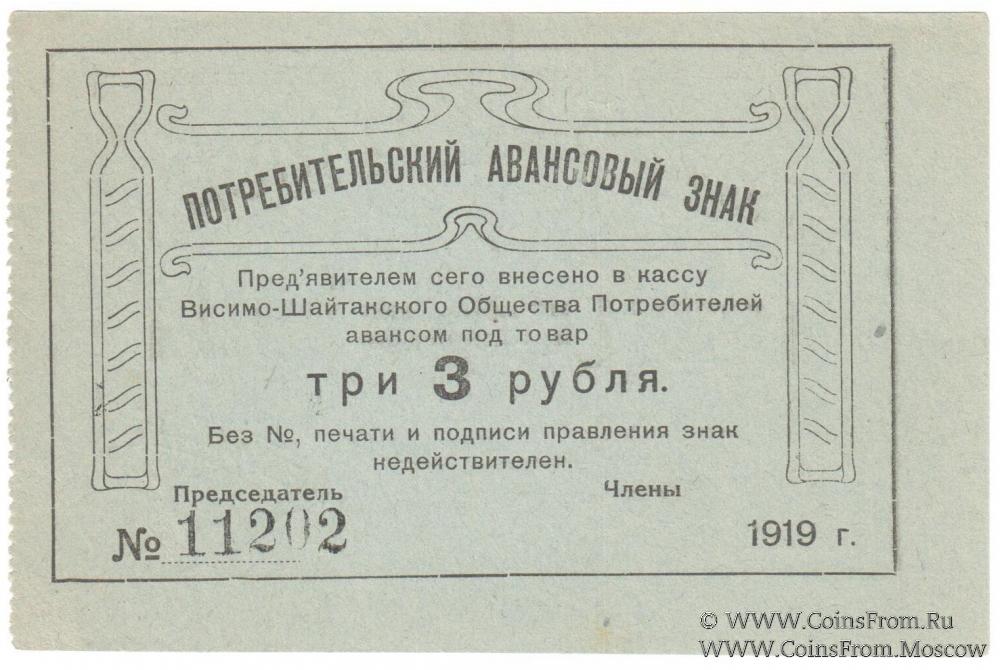 ПОТРЕБИТЕЛЬСКИЙ АВАНСОВЫЙ ЗНАК
Пред'явителем сего внесено в кассу
Висимо-Шайтанского Общества Потребителей
авансом под товар
три 3 рубля.
Без №, печати и подписи правления знак
недействителен.
Председатель Члены
№ 11202 1919 г.
© WWW.CoinsFrom.Ru
WWW.CoinsFrom.Moscow